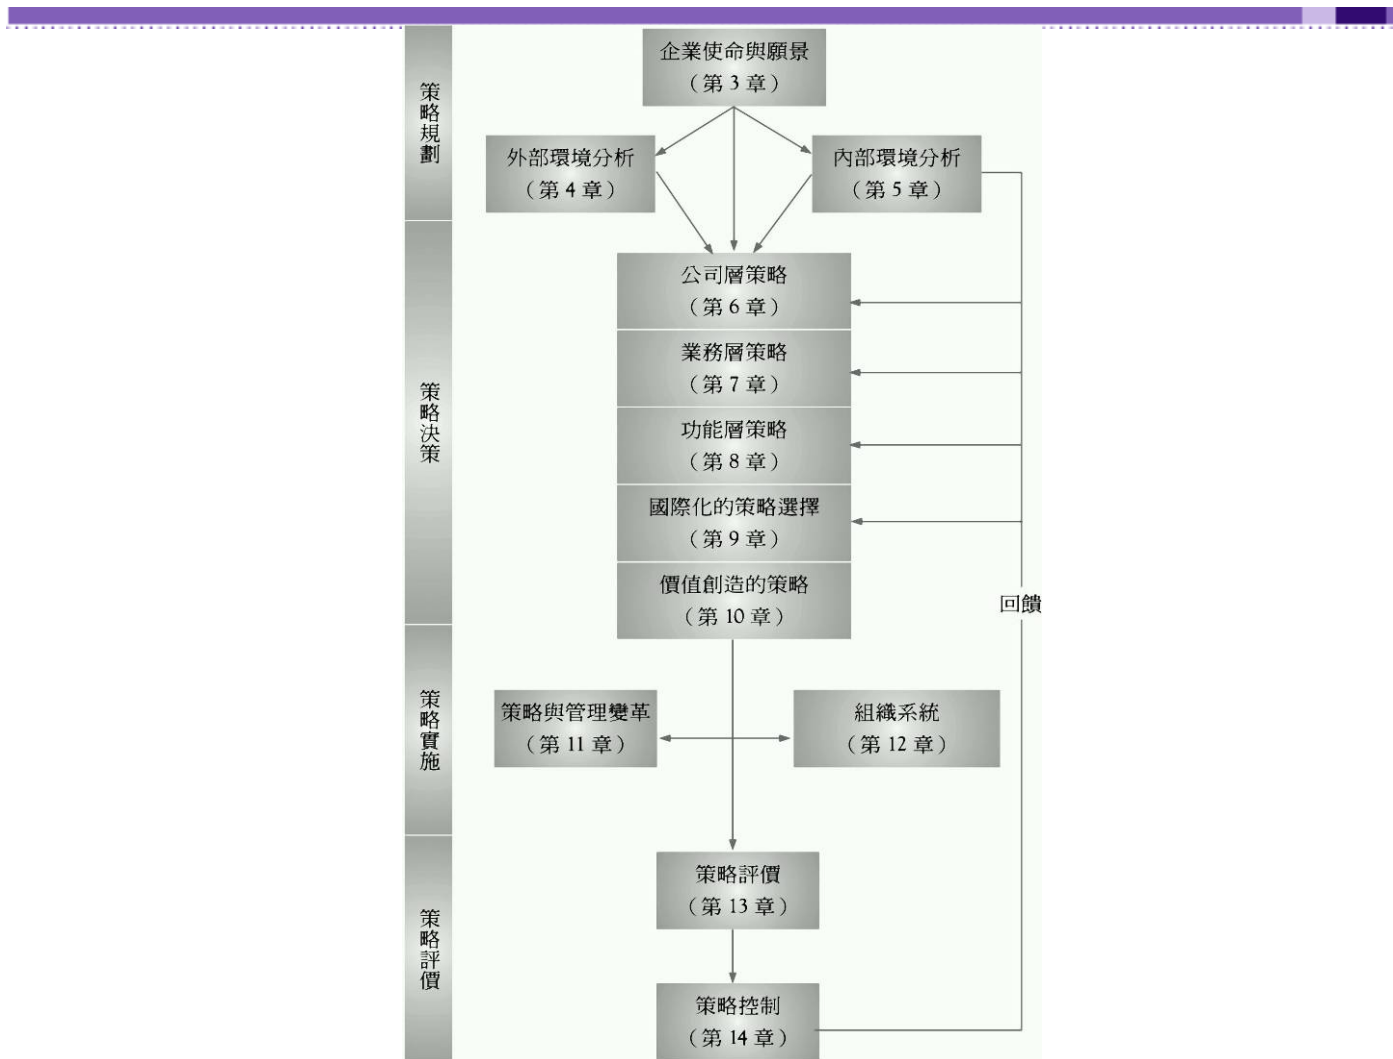 策略規劃
企業使命與願景
（第 3 章）
外部環境分析
（第 4 章）
內部環境分析
（第 5 章）
策略決策
公司層策略
（第 6 章）
業務層策略
（第 7 章）
功能層策略
（第 8 章）
國際化的策略選擇
（第 9 章）
價值創造的策略
（第 10 章）
回饋
策略實施
策略與管理變革
（第 11 章）
組織系統
（第 12 章）
策略評價
策略評價
（第 13 章）
策略控制
（第 14 章）